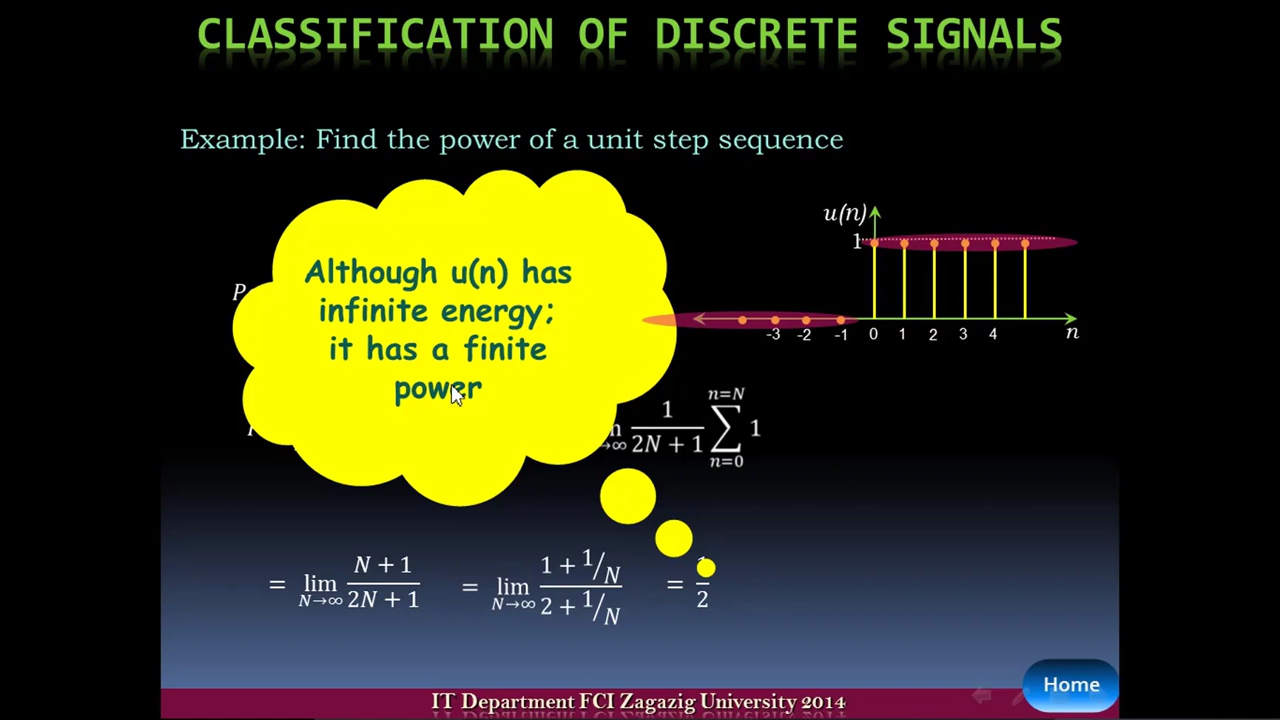 CLASSIFICATION OF DISCRETE SIGNALS
Example: Find the power of a unit step sequence
u(n)
1
Although u(n) has
infinite energy;
it has a finite
power
P
-3 -2 -1 0 1 2 3 4 n
→∞ 1/(2N + 1) ∑ n=0 n=N 1
= lim N→∞ (N + 1)/(2N + 1) = lim N→∞ (1 + 1/N)/(2 + 1/N) = /2
Home
IT Department FCI Zagazig University 2014